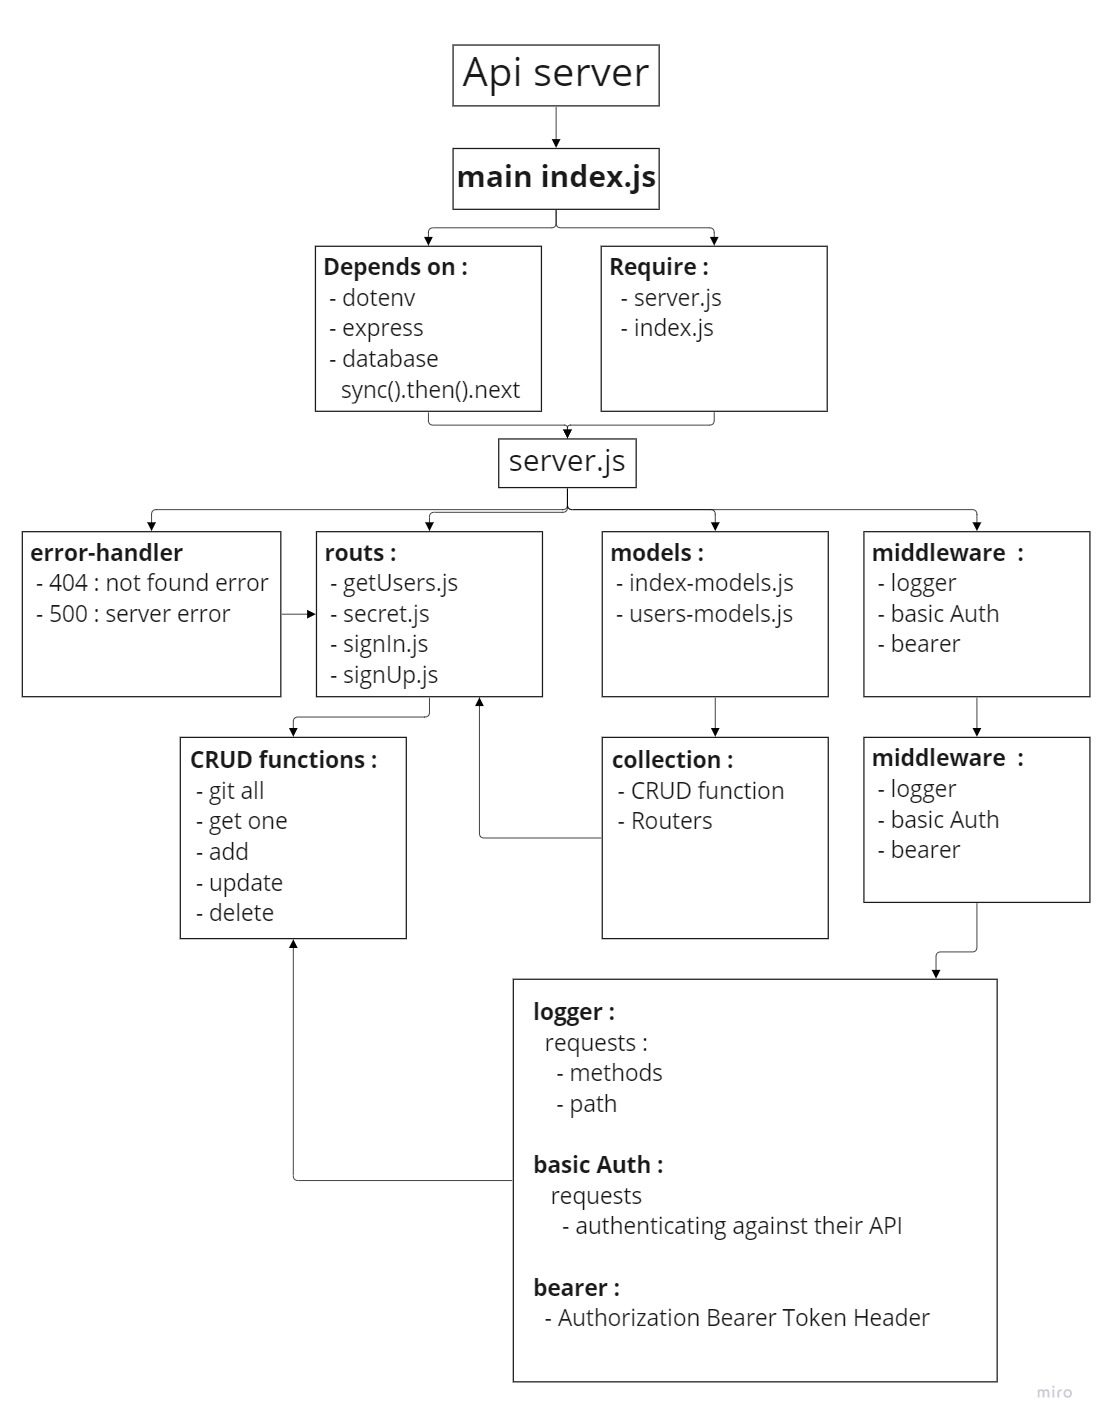 Api server
main index.js
Depends on :
- dotenv
- express
- database
sync().then().next
Require :
- server.js
- index.js
server.js
error-handler
- 404 : not found error
- 500 : server error
routs :
- getUsers.js
- secret.js
- signIn.js
- signUp.js
models :
- index-models.js
- users-models.js
middleware :
- logger
- basic Auth
- bearer
CRUD functions :
- git all
- get one
- add
- update
- delete
collection :
- CRUD function
- Routers
middleware :
- logger
- basic Auth
- bearer
logger :
requests :
- methods
- path
basic Auth :
requests
- authenticating against their API
bearer :
- Authorization Bearer Token Header
miro